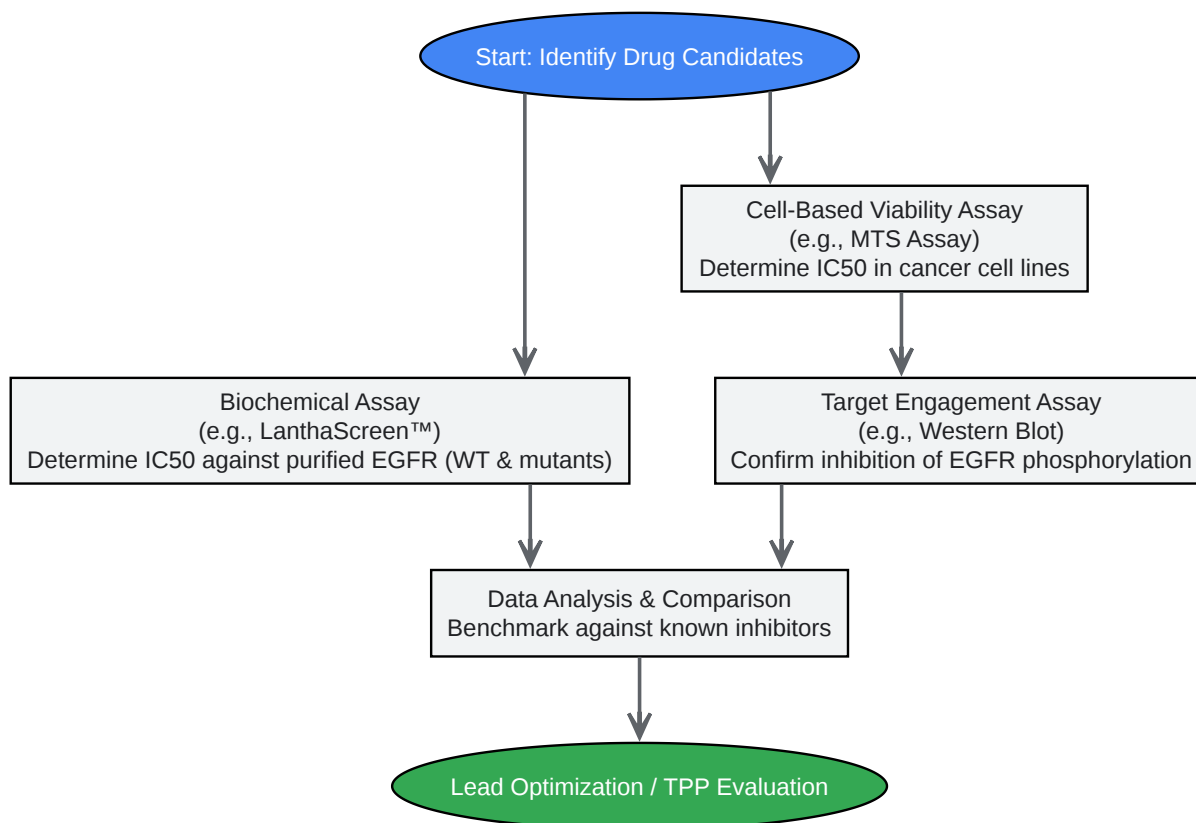 Start: Identify Drug Candidates
Cell-Based Viability Assay
(e.g., MTS Assay)
Determine IC50 in cancer cell lines
Biochemical Assay
(e.g., LanthaScreen™)
Determine IC50 against purified EGFR (WT & mutants)
Target Engagement Assay
(e.g., Western Blot)
Confirm inhibition of EGFR phosphorylation
Data Analysis & Comparison
Benchmark against known inhibitors
Lead Optimization / TPP Evaluation